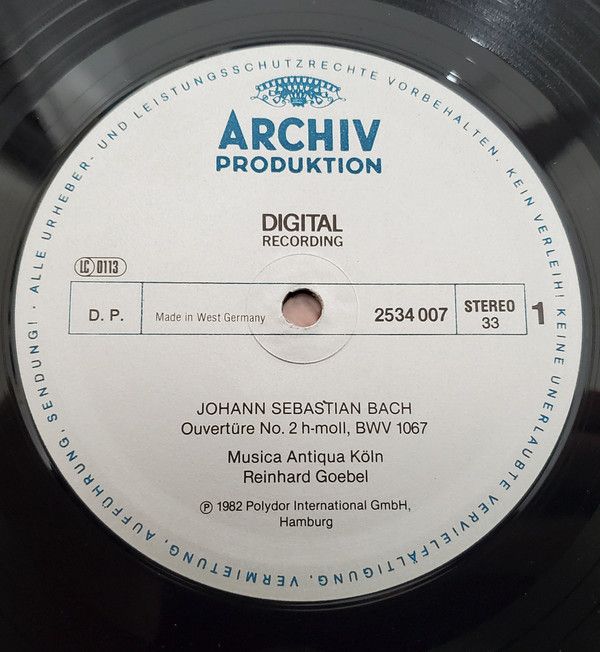 ALLE URHEBER- UND LEISTUNGSSCHUTZRECHTE VORBEHALTEN. KEIN VERLEIH! KEINE UNERLAUBTE VERVIELFÄLTIGUNG, VERMIETUNG, AUFFÜHRUNG, SENDUNG! ·
ARCHIV
PRODUKTION
DIGITAL
RECORDING
LC 0113
D. P. Made in West Germany 2534 007 STEREO 33 1
JOHANN SEBASTIAN BACH
Ouvertüre No. 2 h-moll, BWV 1067
Musica Antiqua Köln
Reinhard Goebel
Ⓟ 1982 Polydor International GmbH,
Hamburg